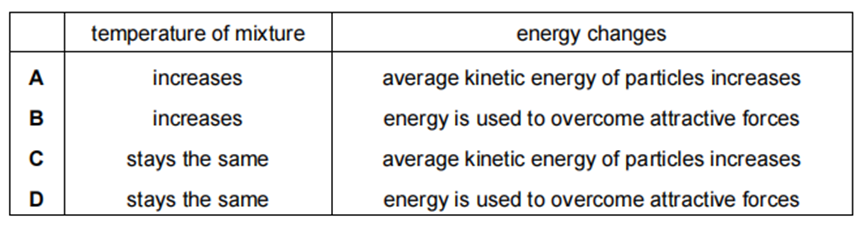 temperature of mixture energy changes
A increases average kinetic energy of particles increases
B increases energy is used to overcome attractive forces
C stays the same average kinetic energy of particles increases
D stays the same energy is used to overcome attractive forces